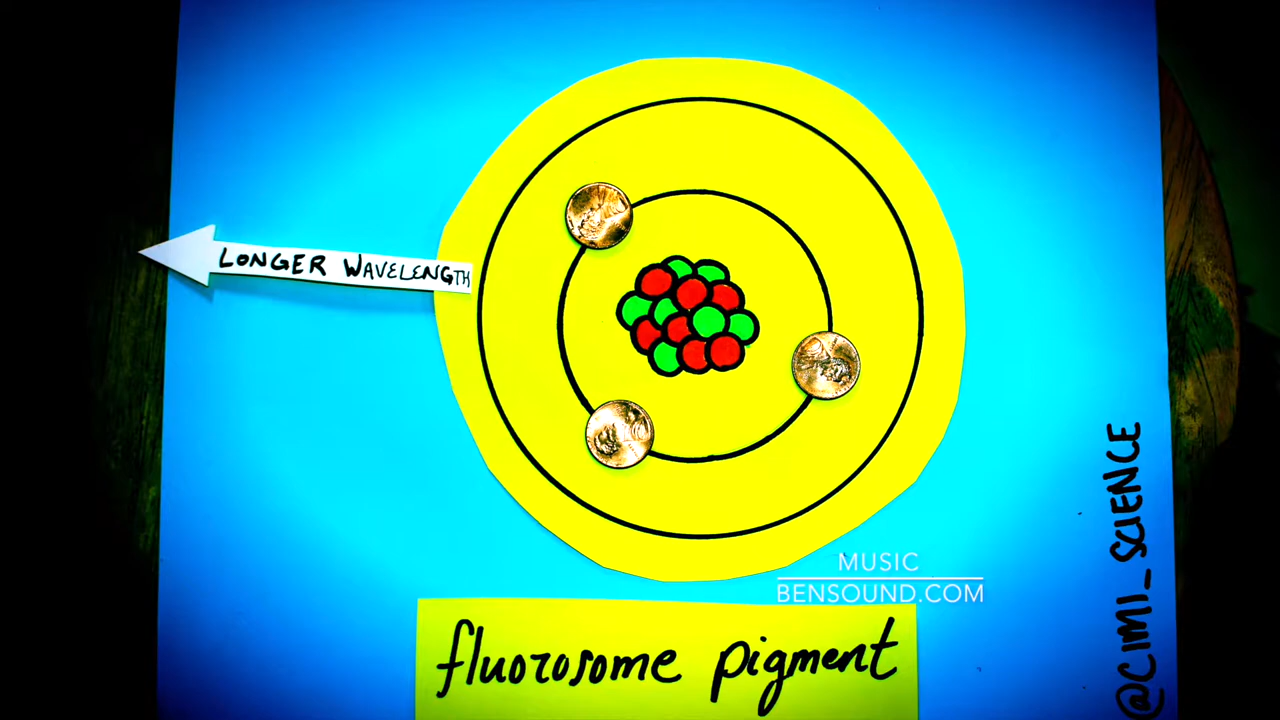 LONGER WAVELENGTH
MUSIC
BENSOUND.COM
fluorosome pigment
@CIMI_SCIENCE